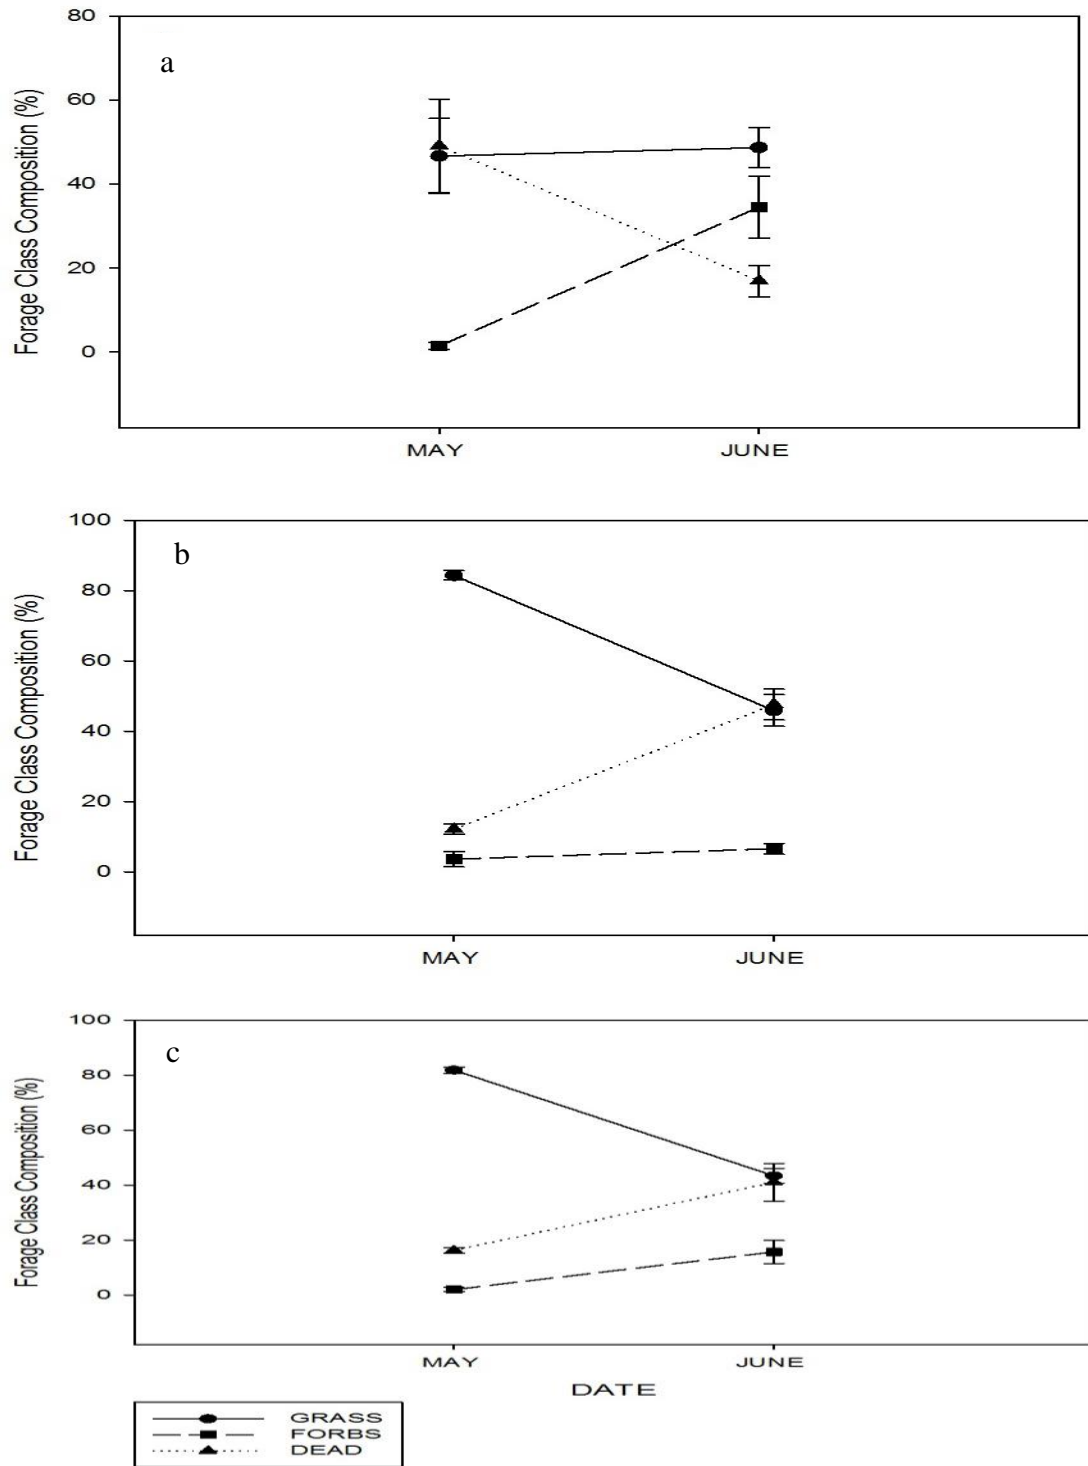 80
a
60
40
20
0
Forage Class Composition (%)
MAY JUNE
100
b
80
60
40
20
0
Forage Class Composition (%)
MAY JUNE
100
c
80
60
40
20
0
Forage Class Composition (%)
MAY JUNE
DATE
GRASS
FORBS
DEAD